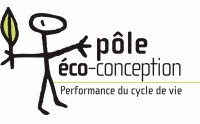 pôle
éco-conception
Performance du cycle de vie